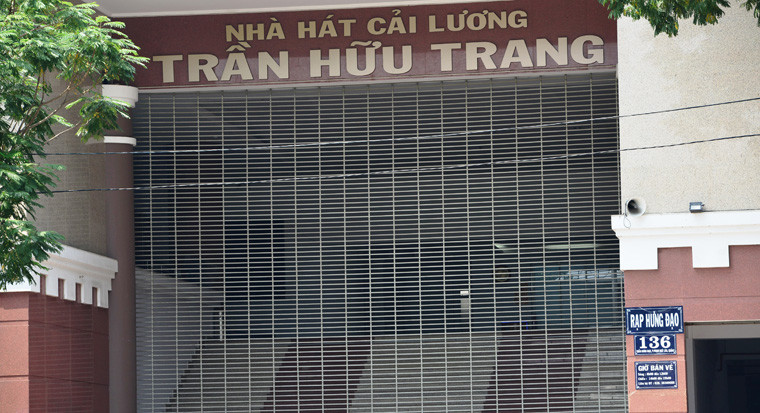 NHÀ HÁT CẢI LƯƠNG
TRẦN HỮU TRANG
RẠP HƯNG ĐẠO
136
GIỜ BÁN VÉ